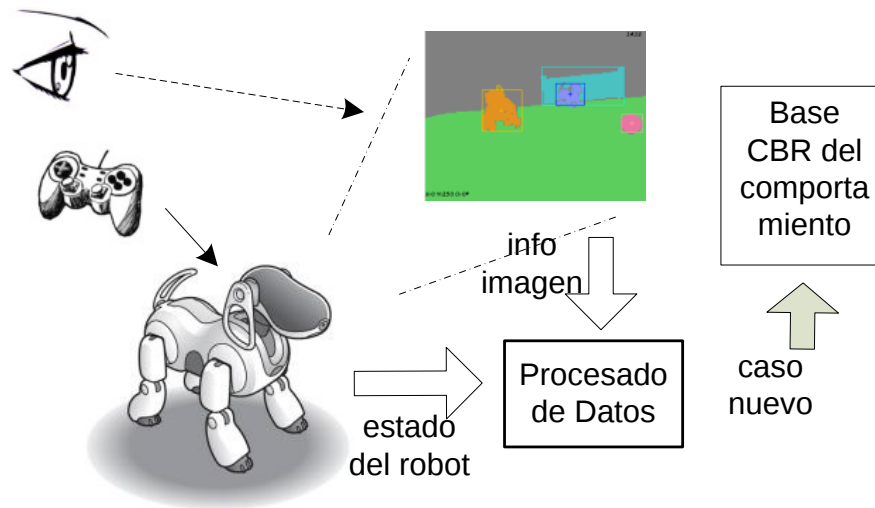 Base
CBR del
comporta
miento
info
imagen
Procesado
de Datos
caso
nuevo
estado
del robot